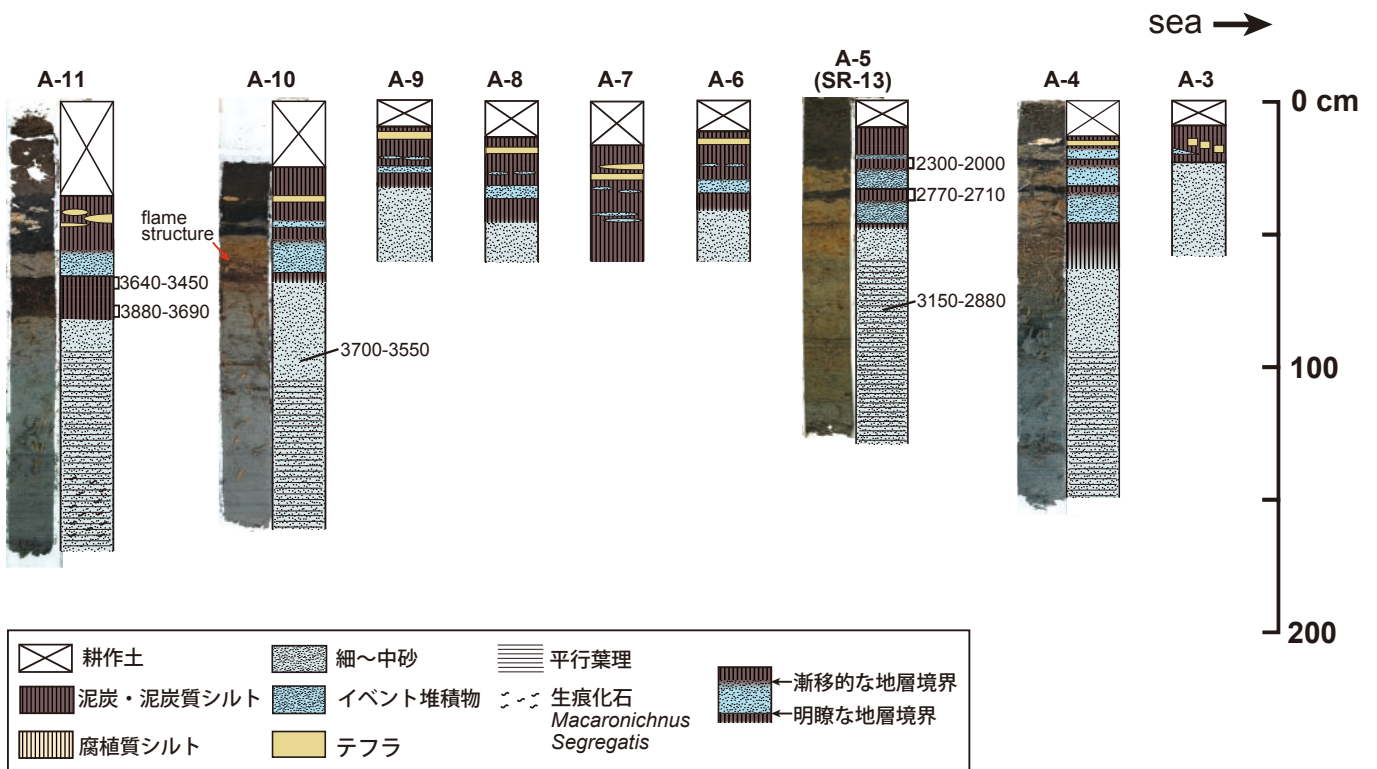 sea
A-11
A-10
A-9
A-8
A-7
A-6
A-5
(SR-13)
A-4
A-3
0 cm
100
200
flame
structure
3640-3450
3880-3690
3700-3550
2300-2000
2770-2710
3150-2880
耕作土
泥炭・泥炭質シルト
腐植質シルト
細〜中砂
イベント堆積物
テフラ
平行葉理
生痕化石
Macaronichnus
Segregatis
漸移的な地層境界
明瞭な地層境界